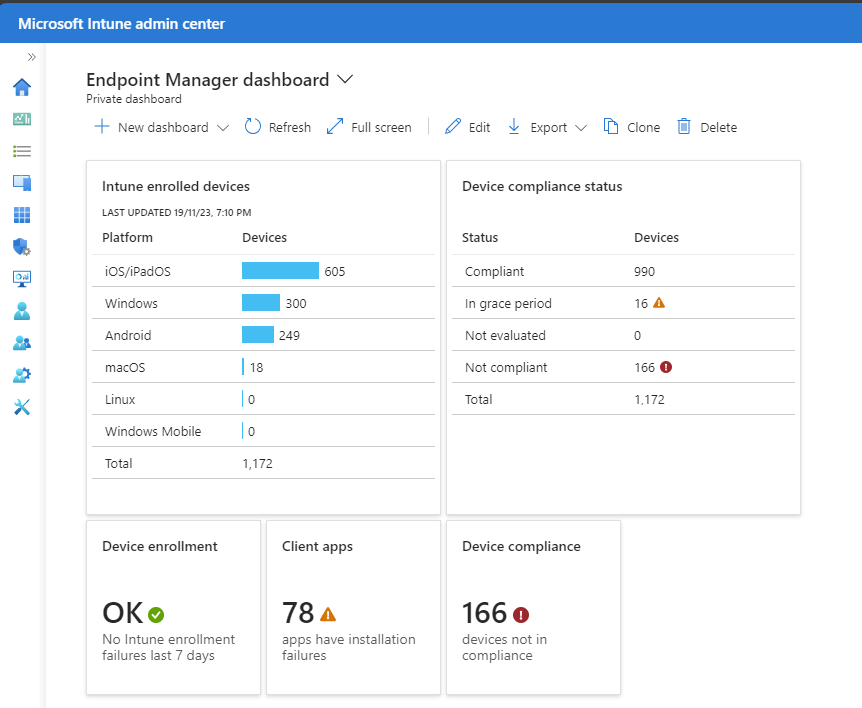 Microsoft Intune admin center
»
Endpoint Manager dashboard
Private dashboard
New dashboard Refresh Full screen Edit Export Clone Delete
Intune enrolled devices
LAST UPDATED 19/11/23, 7:10 PM
Platform Devices
iOS/iPadOS 605
Windows 300
Android 249
macOS 18
Linux 0
Windows Mobile 0
Total 1,172
Device compliance status
Status Devices
Compliant 990
In grace period 16
Not evaluated 0
Not compliant 166
Total 1,172
Device enrollment
OK
No Intune enrollment
failures last 7 days
Client apps
78
apps have installation
failures
Device compliance
166
devices not in
compliance